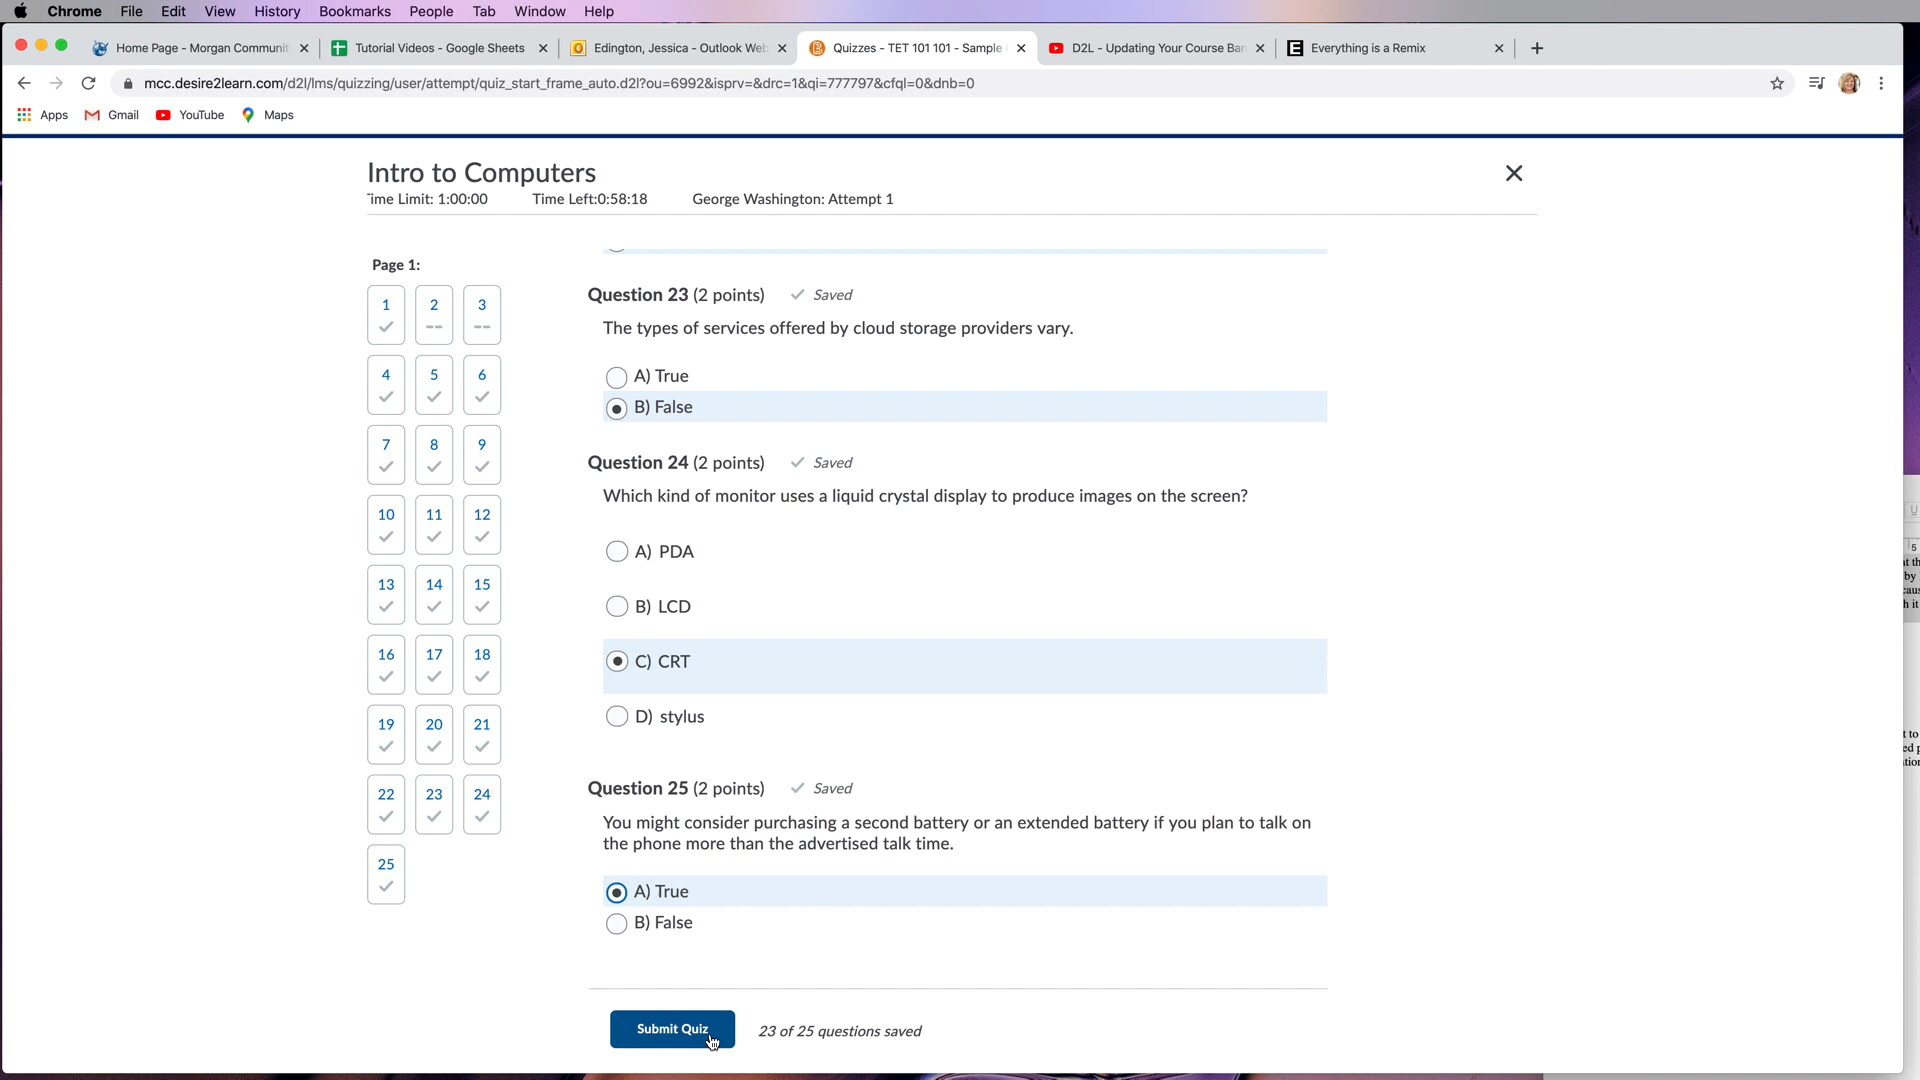 Chrome File Edit View History Bookmarks People Tab Window Help
Home Page - Morgan Communit
Tutorial Videos - Google Sheets
Edington, Jessica - Outlook Web
Quizzes - TET 101 101 - Sample
D2L - Updating Your Course Ban
Everything is a Remix
mcc.desire2learn.com/d2l/lms/quizzing/user/attempt/quiz_start_frame_auto.d2l?ou=6992&isprv=&drc=1&qi=777797&cfql=0&dnb=0
Apps Gmail YouTube Maps
Intro to Computers
ime Limit: 1:00:00 Time Left:0:58:18 George Washington: Attempt 1
Page 1:
1 2 3
-- --
4 5 6
7 8 9
10 11 12
13 14 15
16 17 18
19 20 21
22 23 24
25
Question 23 (2 points) Saved
The types of services offered by cloud storage providers vary.
A) True
B) False
Question 24 (2 points) Saved
Which kind of monitor uses a liquid crystal display to produce images on the screen?
A) PDA
B) LCD
C) CRT
D) stylus
Question 25 (2 points) Saved
You might consider purchasing a second battery or an extended battery if you plan to talk on
the phone more than the advertised talk time.
A) True
B) False
Submit Quiz 23 of 25 questions saved